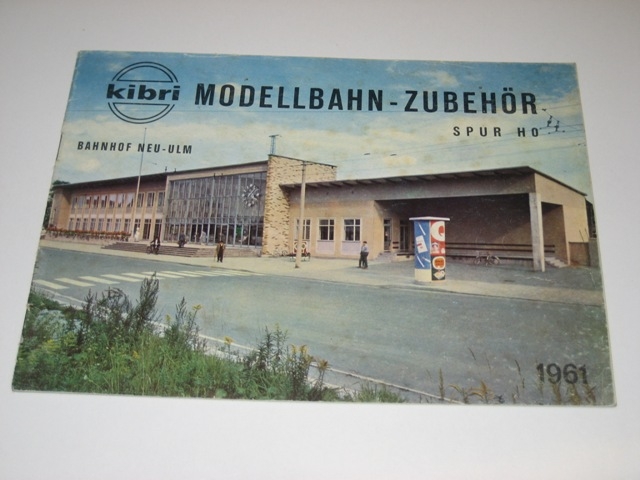 kibri
MODELLBAHN-ZUBEHÖR
SPUR HO
BAHNHOF NEU-ULM
1961